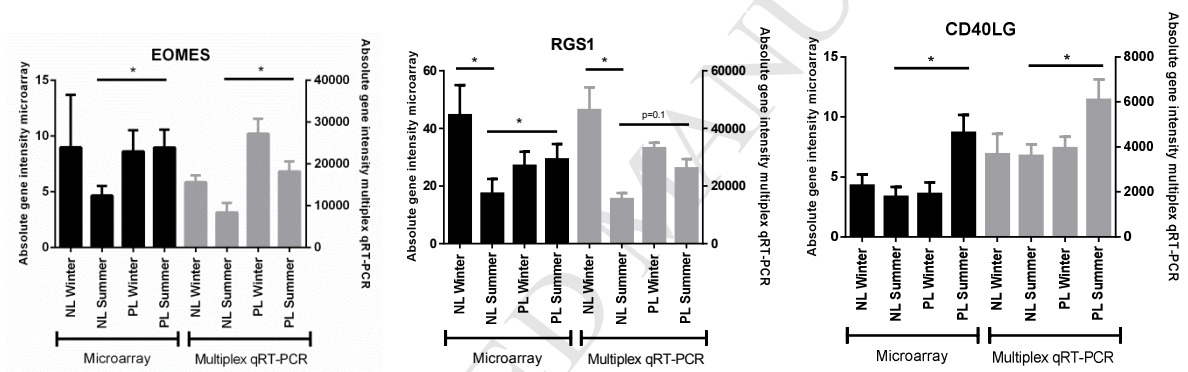 EOMES
Absolute gene intensity microarray
15
10
5
0
*
*
40000
30000
20000
10000
0
Absolute gene intensity multiplex qRT-PCR
NL Winter
NL Summer
PL Winter
PL Summer
NL Winter
NL Summer
PL Winter
PL Summer
Microarray
Multiplex qRT-PCR
RGS1
Absolute gene intensity microarray
60
40
20
0
*
*
*
p=0.1
60000
40000
20000
0
Absolute gene intensity multiplex qRT-PCR
NL Winter
NL Summer
PL Winter
PL Summer
NL Winter
NL Summer
PL Winter
PL Summer
Microarray
Multiplex qRT-PCR
CD40LG
Absolute gene intensity microarray
15
10
5
0
*
*
8000
6000
4000
2000
0
Absolute gene intensity multiplex qRT-PCR
NL Winter
NL Summer
PL Winter
PL Summer
NL Winter
NL Summer
PL Winter
PL Summer
Microarray
Multiplex qRT-PCR